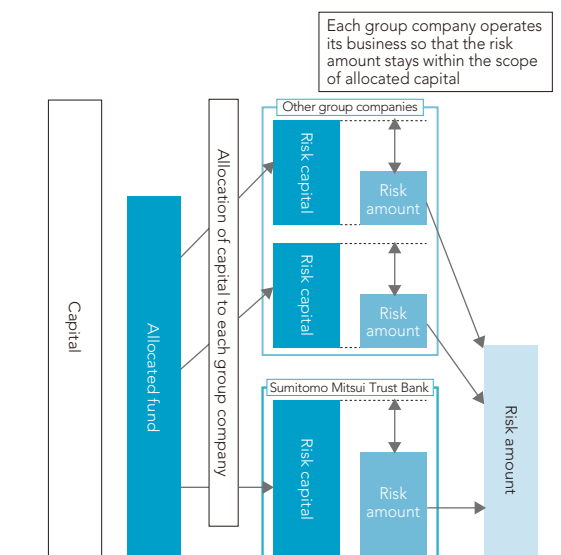 Each group company operates
its business so that the risk
amount stays within the scope
of allocated capital
Capital
Allocated fund
Allocation of capital to each group company
Other group companies
Risk capital
Risk
amount
Risk capital
Risk
amount
Sumitomo Mitsui Trust Bank
Risk capital
Risk
amount
Risk amount